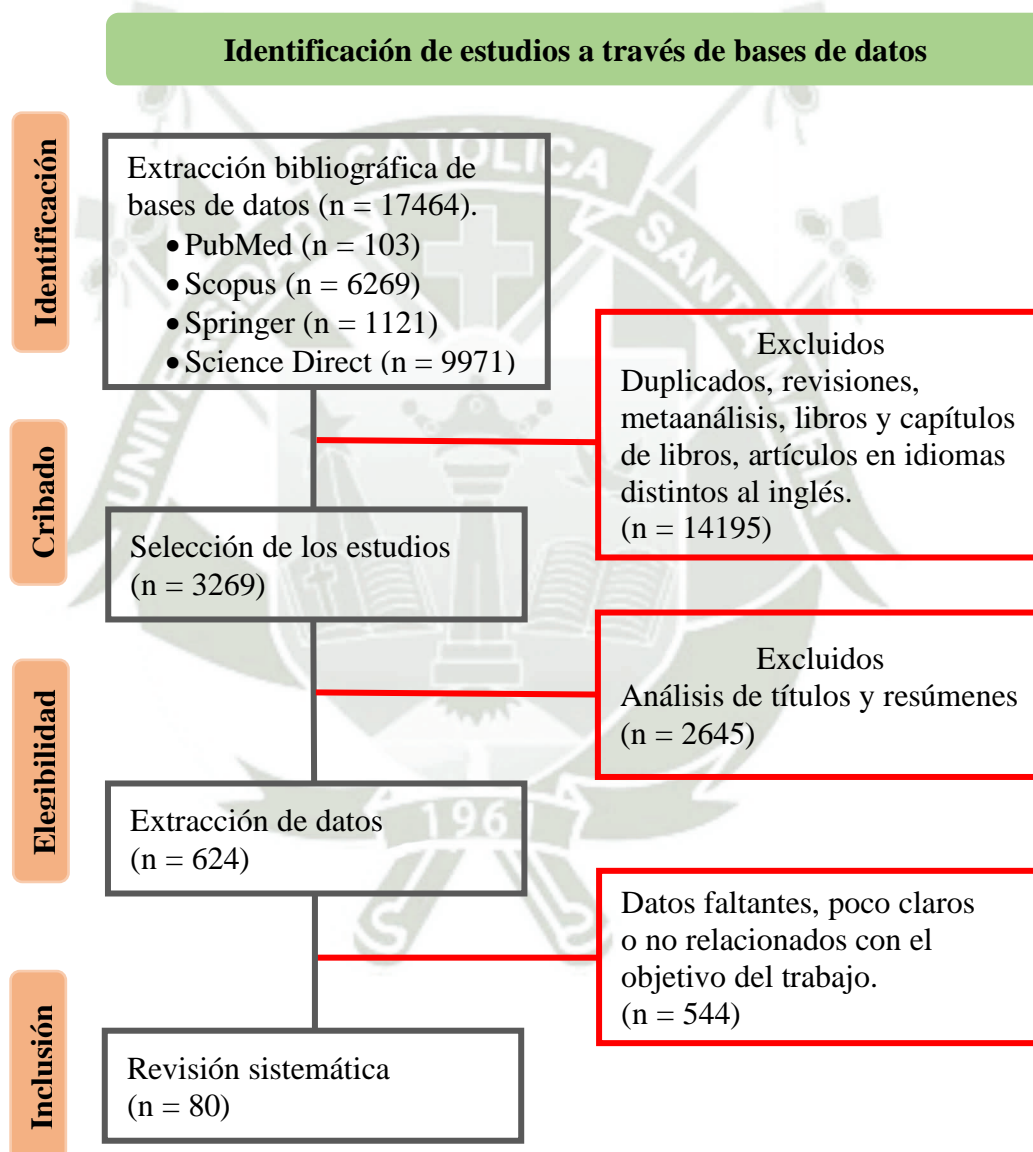 Identificación de estudios a través de bases de datos
Identificación
Extracción bibliográfica de
bases de datos (n = 17464).
• PubMed (n = 103)
• Scopus (n = 6269)
• Springer (n = 1121)
• Science Direct (n = 9971)
Excluidos
Duplicados, revisiones,
metaanálisis, libros y capítulos
de libros, artículos en idiomas
distintos al inglés.
(n = 14195)
Cribado
Selección de los estudios
(n = 3269)
Excluidos
Análisis de títulos y resúmenes
(n = 2645)
Elegibilidad
Extracción de datos
(n = 624)
Datos faltantes, poco claros
o no relacionados con el
objetivo del trabajo.
(n = 544)
Inclusión
Revisión sistemática
(n = 80)
CATOLICA
SANTA
1961